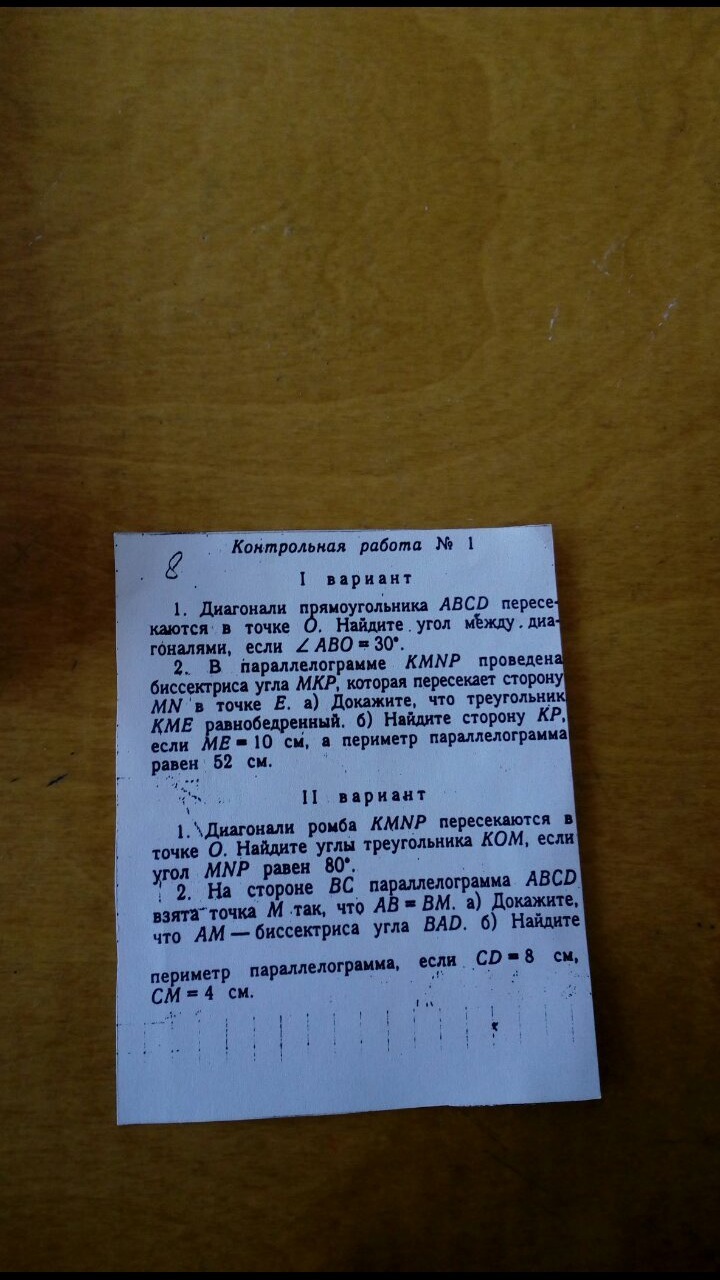 Контрольная работа № 1
8
I вариант
1. Диагонали прямоугольника ABCD пересе-
каются в точке O. Найдите угол между диа-
гоналями, если ∠ ABO = 30°.
2. В параллелограмме KMNP проведена
биссектриса угла MKP, которая пересекает сторону
MN в точке E. а) Докажите, что треугольник
KME равнобедренный. б) Найдите сторону KP,
если ME = 10 см, а периметр параллелограмма
равен 52 см.
II вариант
1. Диагонали ромба KMNP пересекаются в
точке O. Найдите углы треугольника KOM, если
угол MNP равен 80°.
2. На стороне BC параллелограмма ABCD
взята точка M так, что AB = BM. а) Докажите,
что AM — биссектриса угла BAD. б) Найдите
периметр параллелограмма, если CD = 8 см,
CM = 4 см.